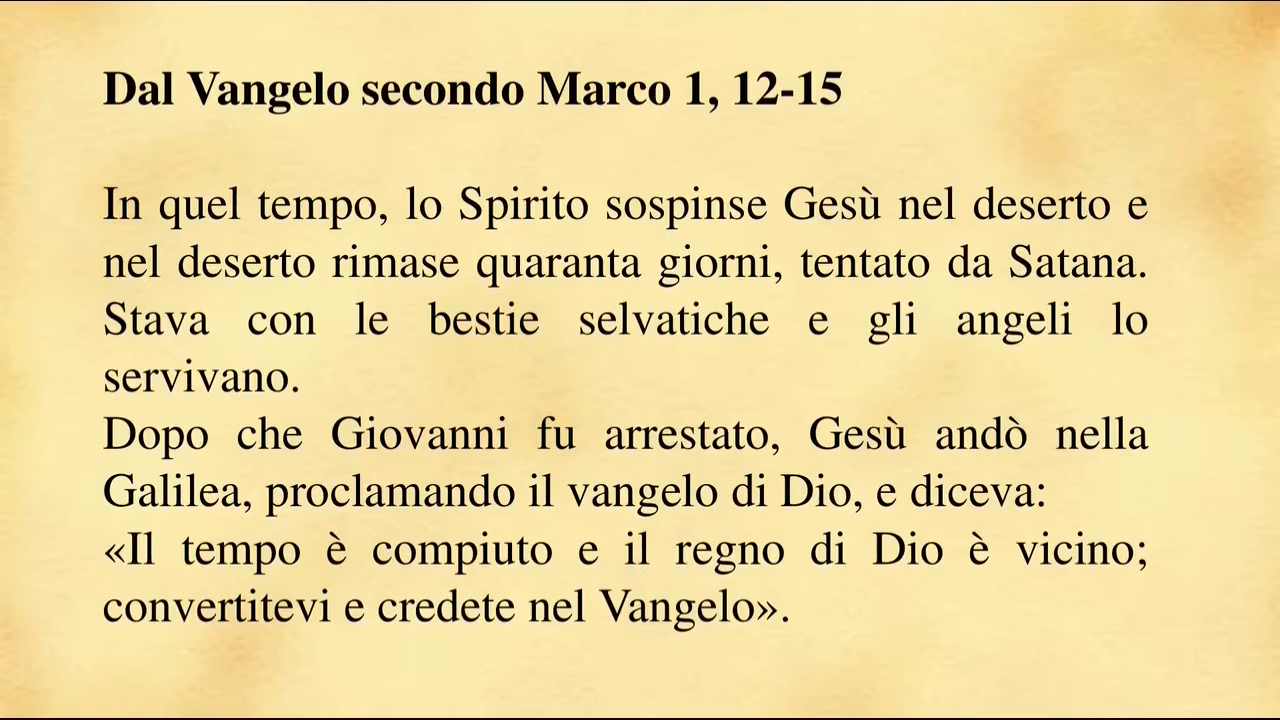 Dal Vangelo secondo Marco 1, 12-15
In quel tempo, lo Spirito sospinse Gesù nel deserto e
nel deserto rimase quaranta giorni, tentato da Satana.
Stava con le bestie selvatiche e gli angeli lo
servivano.
Dopo che Giovanni fu arrestato, Gesù andò nella
Galilea, proclamando il vangelo di Dio, e diceva:
«Il tempo è compiuto e il regno di Dio è vicino;
convertitevi e credete nel Vangelo».